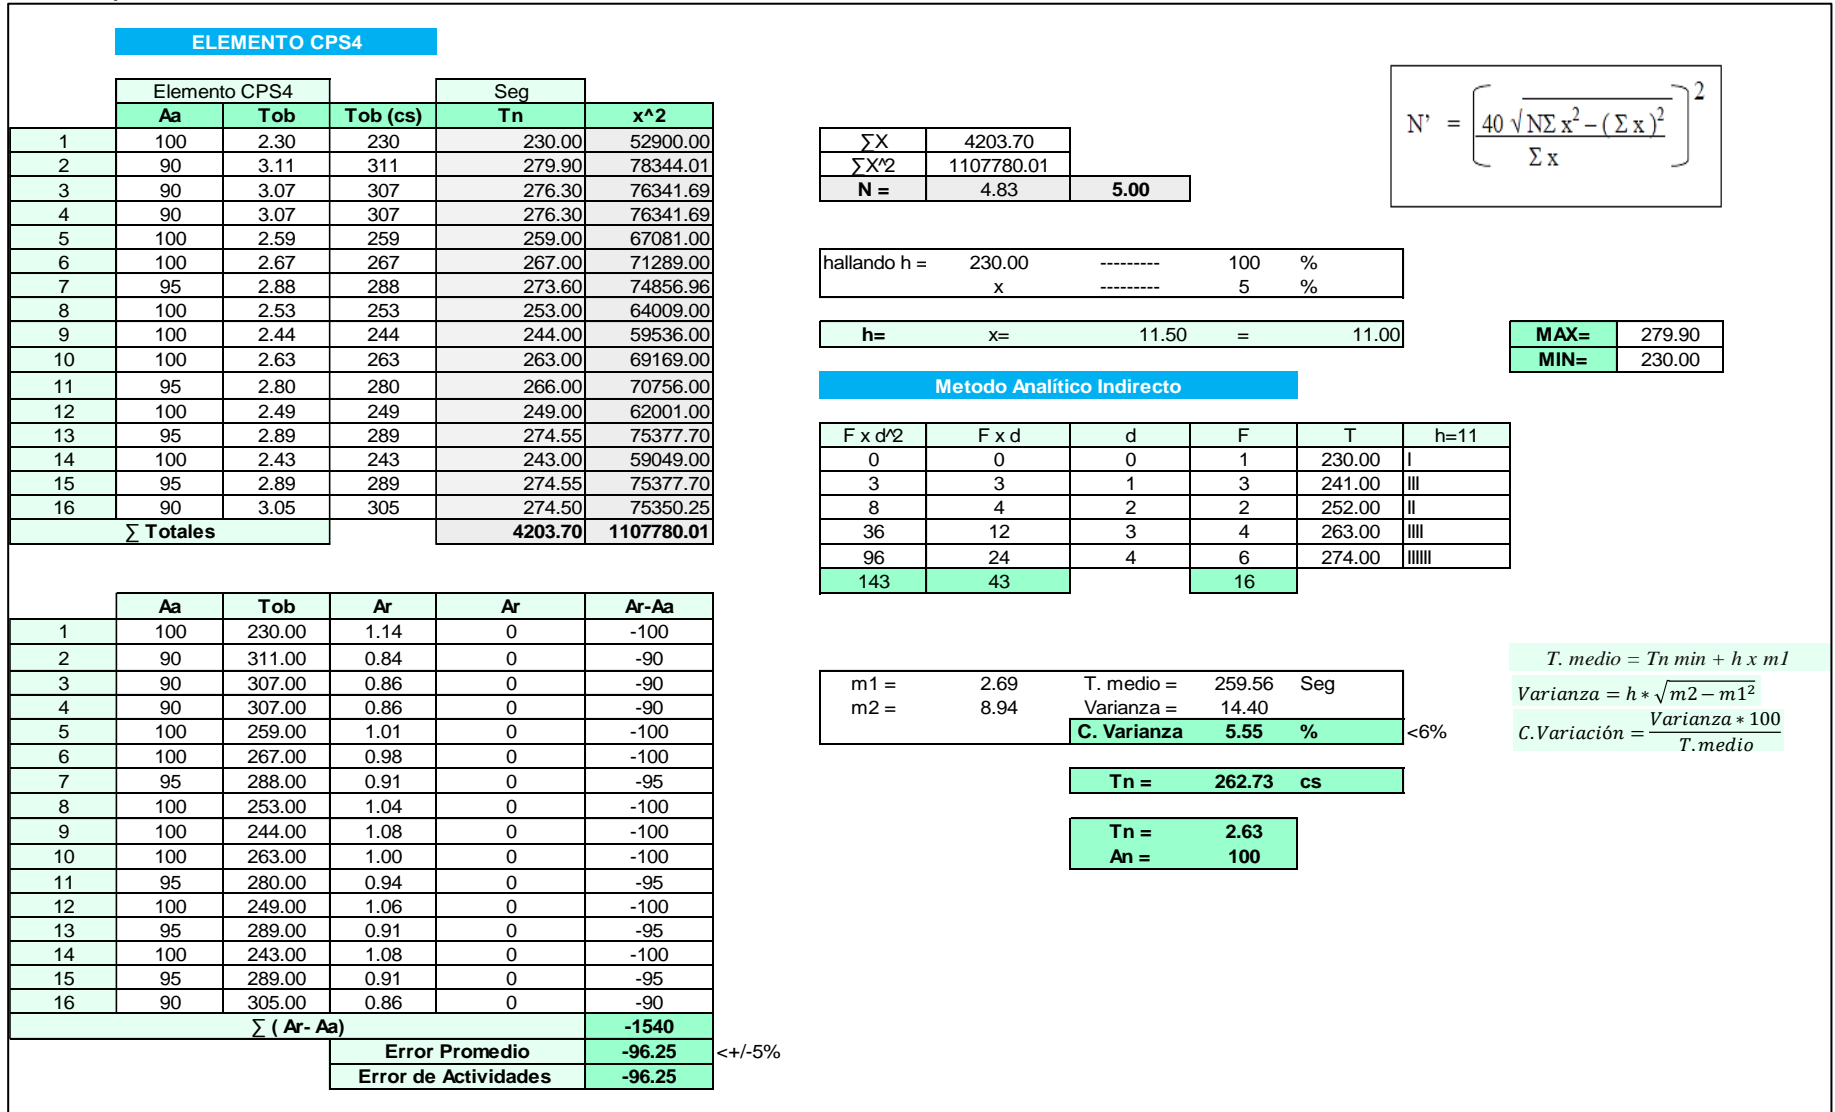 ELEMENTO CPS4
Elemento CPS4 Seg
Aa Tob Tob (cs) Tn x^2
1 100 2.30 230 230.00 52900.00
2 90 3.11 311 279.90 78344.01
3 90 3.07 307 276.30 76341.69
4 90 3.07 307 276.30 76341.69
5 100 2.59 259 259.00 67081.00
6 100 2.67 267 267.00 71289.00
7 95 2.88 288 273.60 74856.96
8 100 2.53 253 253.00 64009.00
9 100 2.44 244 244.00 59536.00
10 100 2.63 263 263.00 69169.00
11 95 2.80 280 266.00 70756.00
12 100 2.49 249 249.00 62001.00
13 95 2.89 289 274.55 75377.70
14 100 2.43 243 243.00 59049.00
15 95 2.89 289 274.55 75377.70
16 90 3.05 305 274.50 75350.25
∑ Totales 4203.70 1107780.01
∑X 4203.70
∑X^2 1107780.01
N = 4.83 5.00
N' = [ 40 √ NΣ x² – ( Σ x )² / Σ x ] 2
hallando h = 230.00 --------- 100 %
x --------- 5 %
h= x= 11.50 = 11.00
MAX= 279.90
MIN= 230.00
Metodo Analítico Indirecto
F x d^2 F x d d F T h=11
0 0 0 1 230.00 I
3 3 1 3 241.00 III
8 4 2 2 252.00 II
36 12 3 4 263.00 IIII
96 24 4 6 274.00 IIIIII
143 43 16
Aa Tob Ar Ar Ar-Aa
1 100 230.00 1.14 0 -100
2 90 311.00 0.84 0 -90
3 90 307.00 0.86 0 -90
4 90 307.00 0.86 0 -90
5 100 259.00 1.01 0 -100
6 100 267.00 0.98 0 -100
7 95 288.00 0.91 0 -95
8 100 253.00 1.04 0 -100
9 100 244.00 1.08 0 -100
10 100 263.00 1.00 0 -100
11 95 280.00 0.94 0 -95
12 100 249.00 1.06 0 -100
13 95 289.00 0.91 0 -95
14 100 243.00 1.08 0 -100
15 95 289.00 0.91 0 -95
16 90 305.00 0.86 0 -90
∑ ( Ar- Aa) -1540
Error Promedio -96.25 <+/-5%
Error de Actividades -96.25
m1 = 2.69 T. medio = 259.56 Seg
m2 = 8.94 Varianza = 14.40
C. Varianza 5.55 % <6%
Tn = 262.73 cs
Tn = 2.63
An = 100
T. medio = Tn min + h x m1
Varianza = h ∗ √m2 − m1²
C.Variación = Varianza ∗ 100 / T.medio